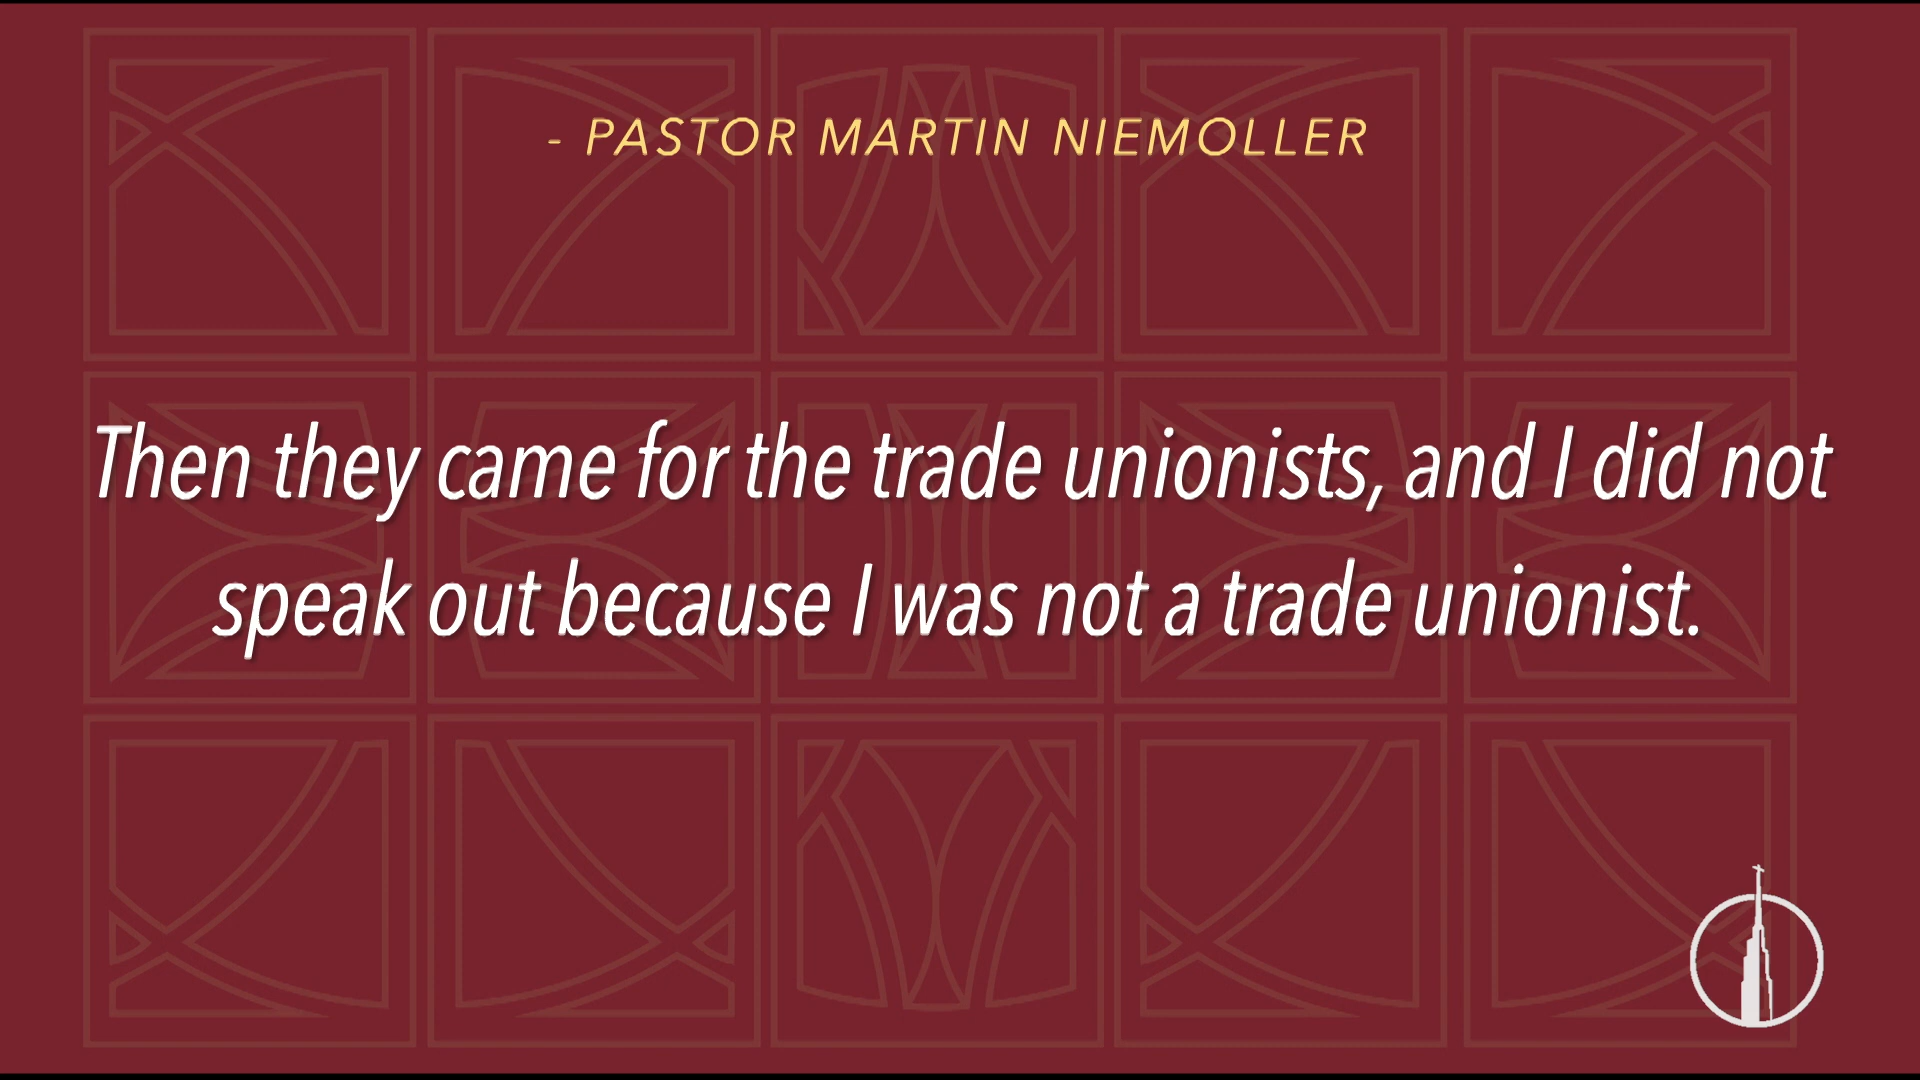 - PASTOR MARTIN NIEMOLLER
Then they came for the trade unionists, and I did not
speak out because I was not a trade unionist.